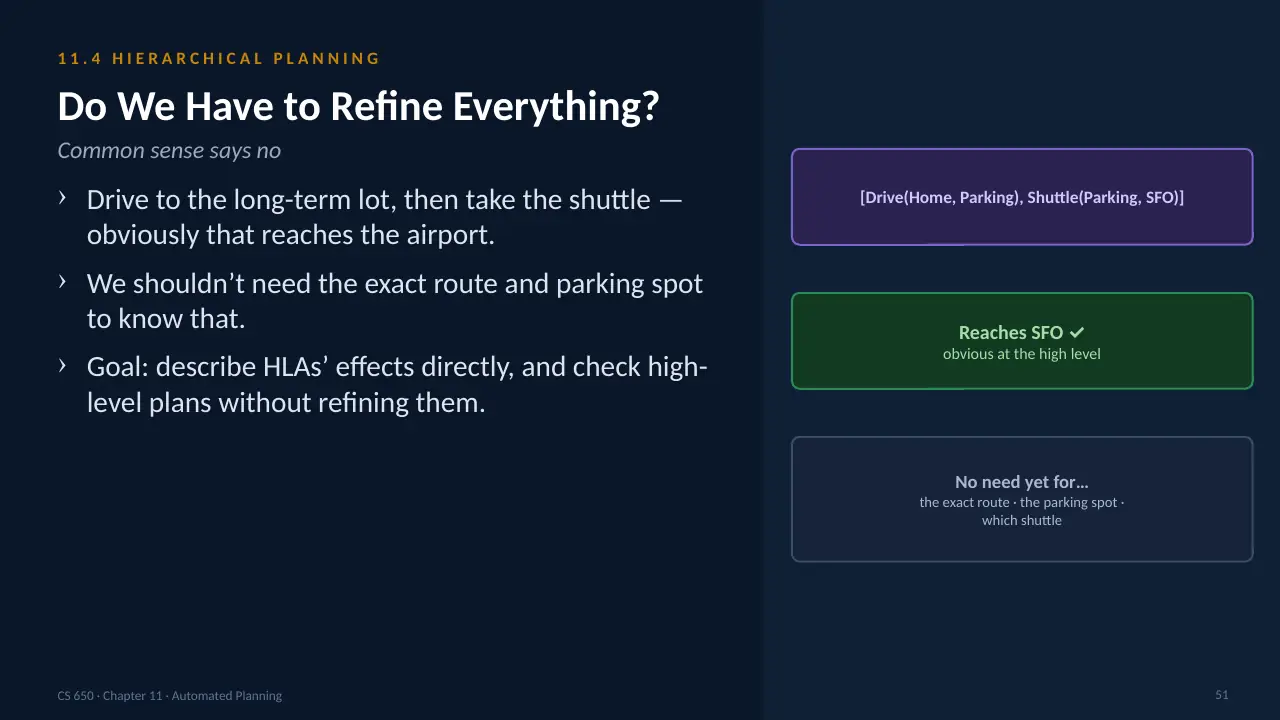 11.4 HIERARCHICAL PLANNING
Do We Have to Refine Everything?
Common sense says no
› Drive to the long-term lot, then take the shuttle —
obviously that reaches the airport.
› We shouldn’t need the exact route and parking spot
to know that.
› Goal: describe HLAs’ effects directly, and check high-
level plans without refining them.
[Drive(Home, Parking), Shuttle(Parking, SFO)]
Reaches SFO ✓
obvious at the high level
No need yet for…
the exact route · the parking spot ·
which shuttle
CS 650 · Chapter 11 · Automated Planning
51